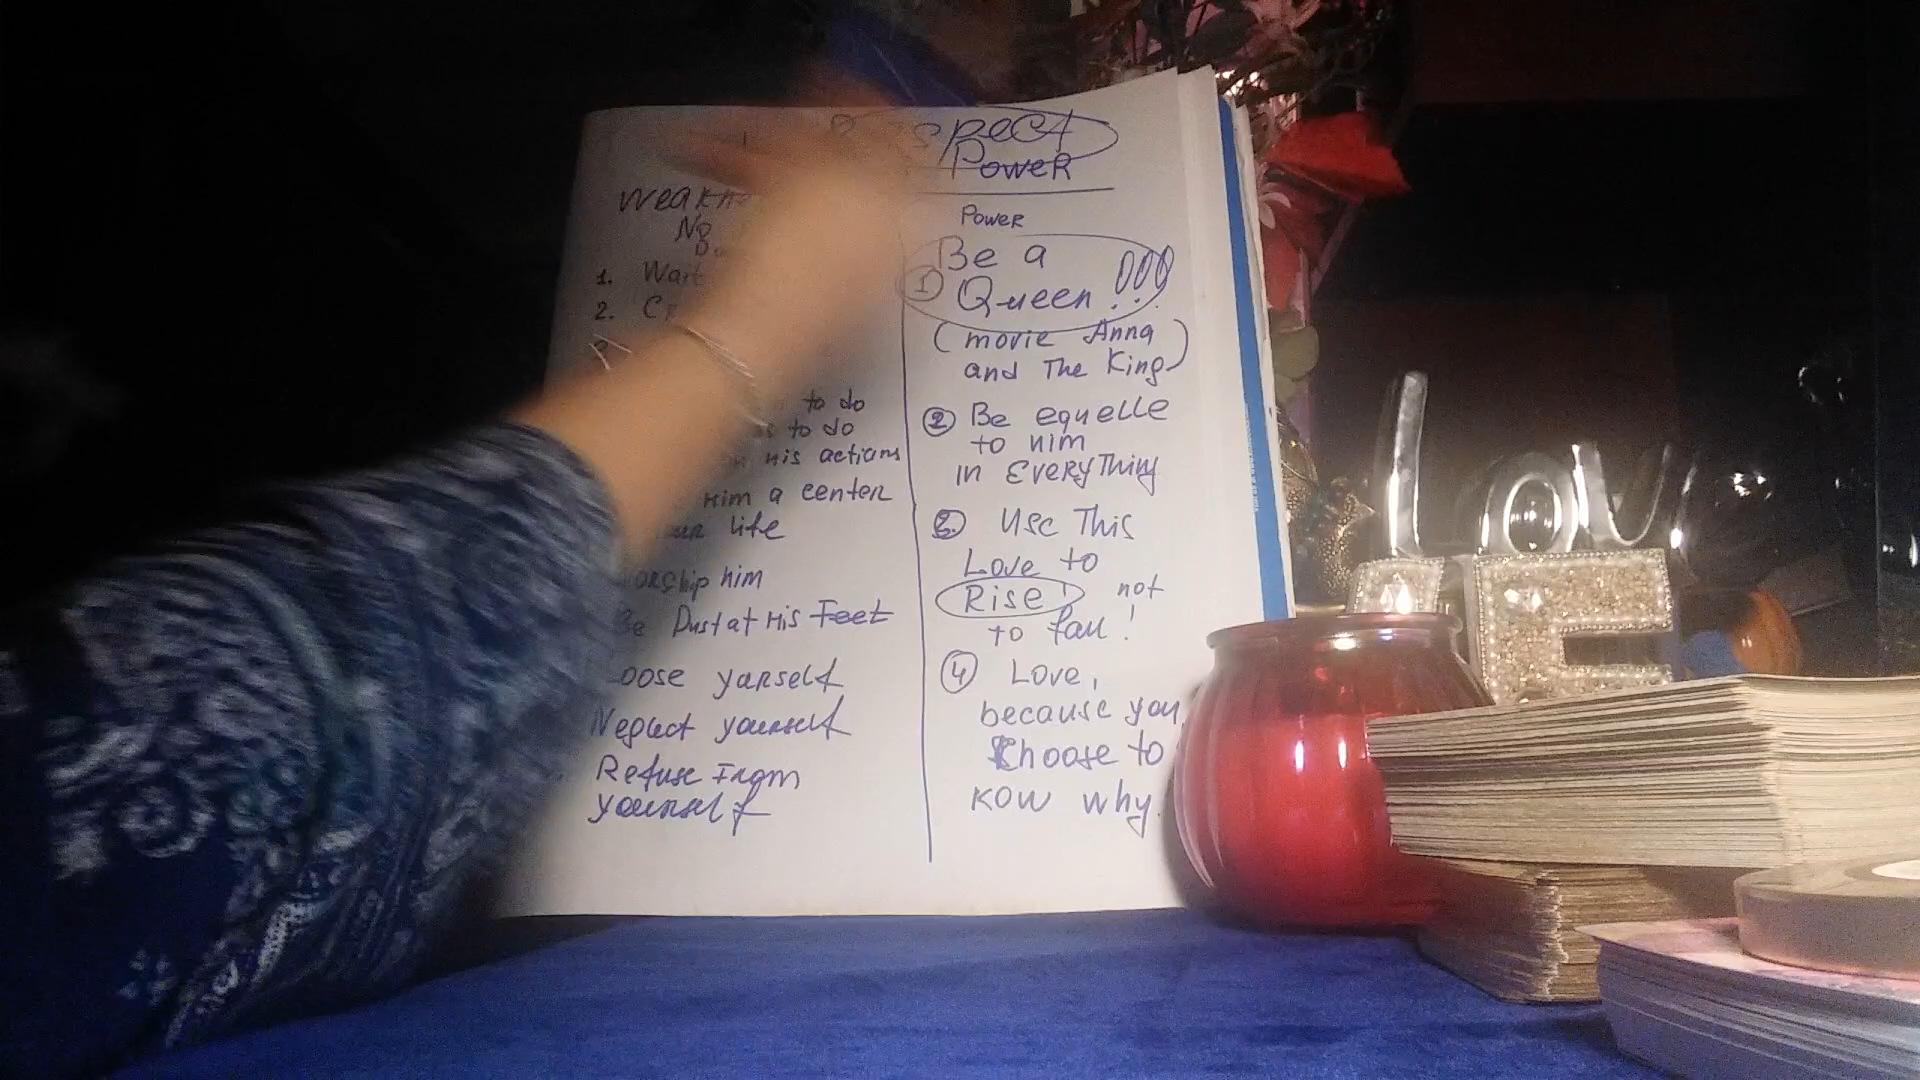 Respect
Power
Weakne
No
1. Wait
2.
to do
to do
his actions
Him a center
life
worship him
Be Dust at His Feet
Loose yourself
Neglect yourself
Refuse From
yourself
Power
Be a
1 Queen!!!
(movie Anna
and The King)
2 Be equelle
to him
in EveryThing
3. Use This
Love to
Rise! not
to fall!
4 Love,
because you
Choose to
kow why.
LOVE